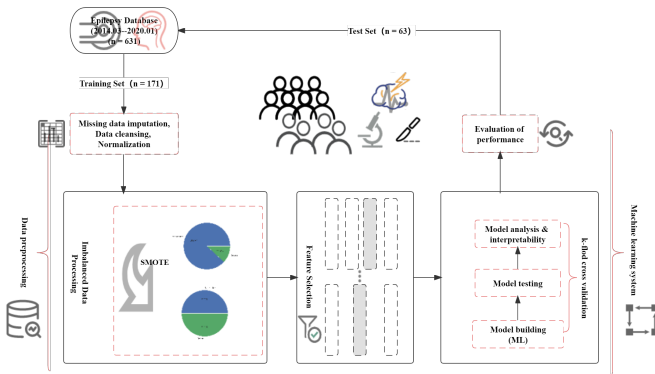 Epilepsy Database
(2014.03--2020.01)
(n = 631)
Test Set (n = 63)
Training Set (n = 171)
Missing data imputation,
Data cleansing,
Normalization
Evaluation of
performance
Data preprocessing
Imbalanced Data
Processing
SMOTE
Feature Selection
Model analysis &
interpretability
Model testing
Model building
(ML)
k-flod cross validation
Machine learning system